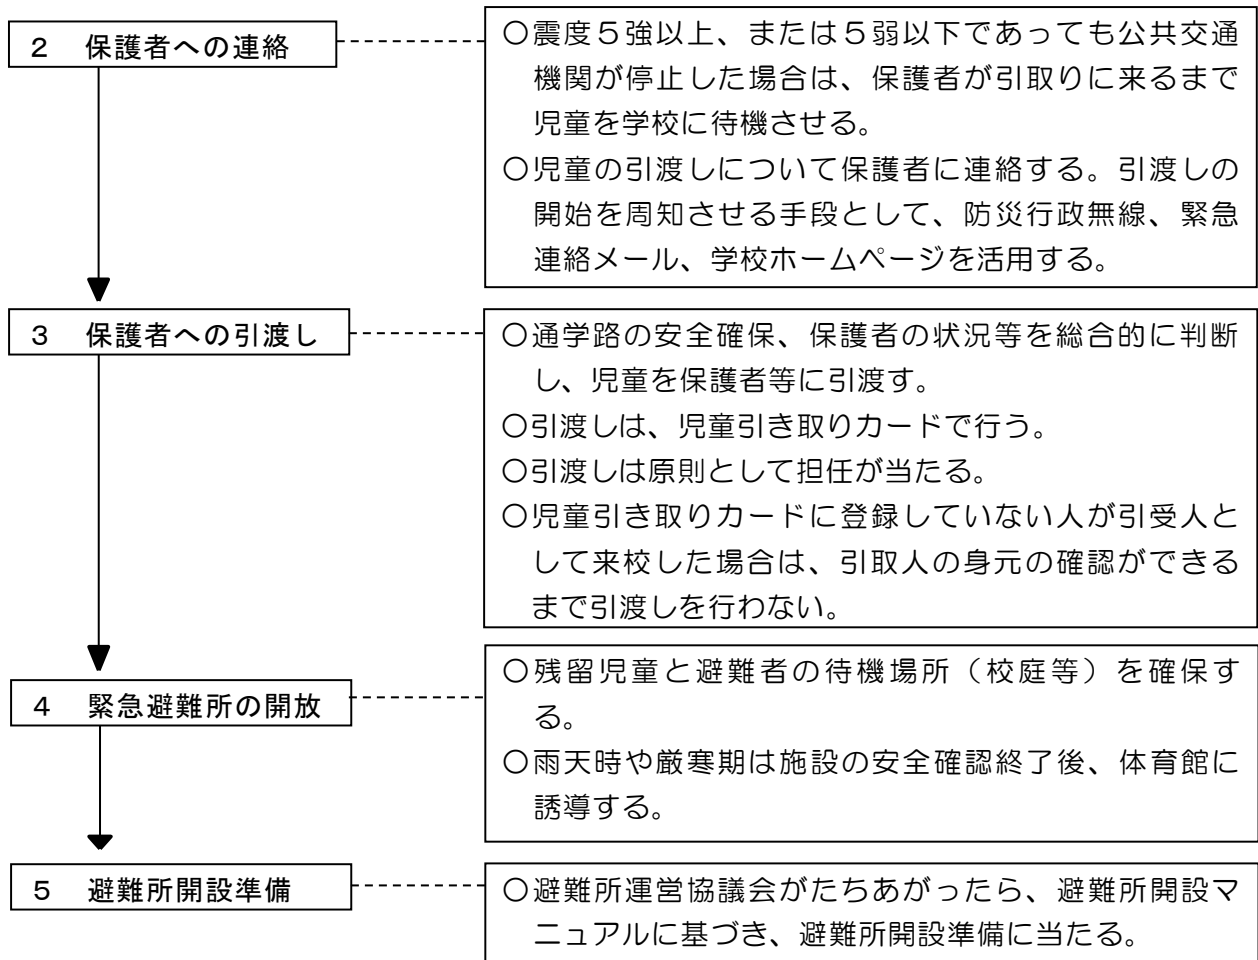 ２　保護者への連絡
〇震度５強以上、または５弱以下であっても公共交通
機関が停止した場合は、保護者が引取りに来るまで
児童を学校に待機させる。
〇児童の引渡しについて保護者に連絡する。引渡しの
開始を周知させる手段として、防災行政無線、緊急
連絡メール、学校ホームページを活用する。
３　保護者への引渡し
〇通学路の安全確保、保護者の状況等を総合的に判断
し、児童を保護者等に引渡す。
〇引渡しは、児童引き取りカードで行う。
〇引渡しは原則として担任が当たる。
〇児童引き取りカードに登録していない人が引受人と
して来校した場合は、引取人の身元の確認ができる
まで引渡しを行わない。
４　緊急避難所の開放
〇残留児童と避難者の待機場所（校庭等）を確保す
る。
〇雨天時や厳寒期は施設の安全確認終了後、体育館に
誘導する。
５　避難所開設準備
〇避難所運営協議会がたちあがったら、避難所開設マ
ニュアルに基づき、避難所開設準備に当たる。